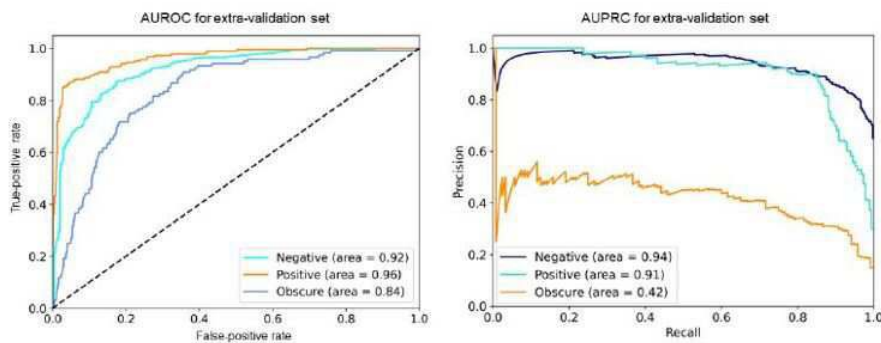 AUROC for extra-validation set
1.0
0.8
0.6
0.4
0.2
0.0
True-positive rate
0.0 0.2 0.4 0.6 0.8 1.0
False-positive rate
Negative (area = 0.92)
Positive (area = 0.96)
Obscure (area = 0.84)
AUPRC for extra-validation set
1.0
0.8
0.6
0.4
0.2
0.0
Precision
0.0 0.2 0.4 0.6 0.8 1.0
Recall
Negative (area = 0.94)
Positive (area = 0.91)
Obscure (area = 0.42)